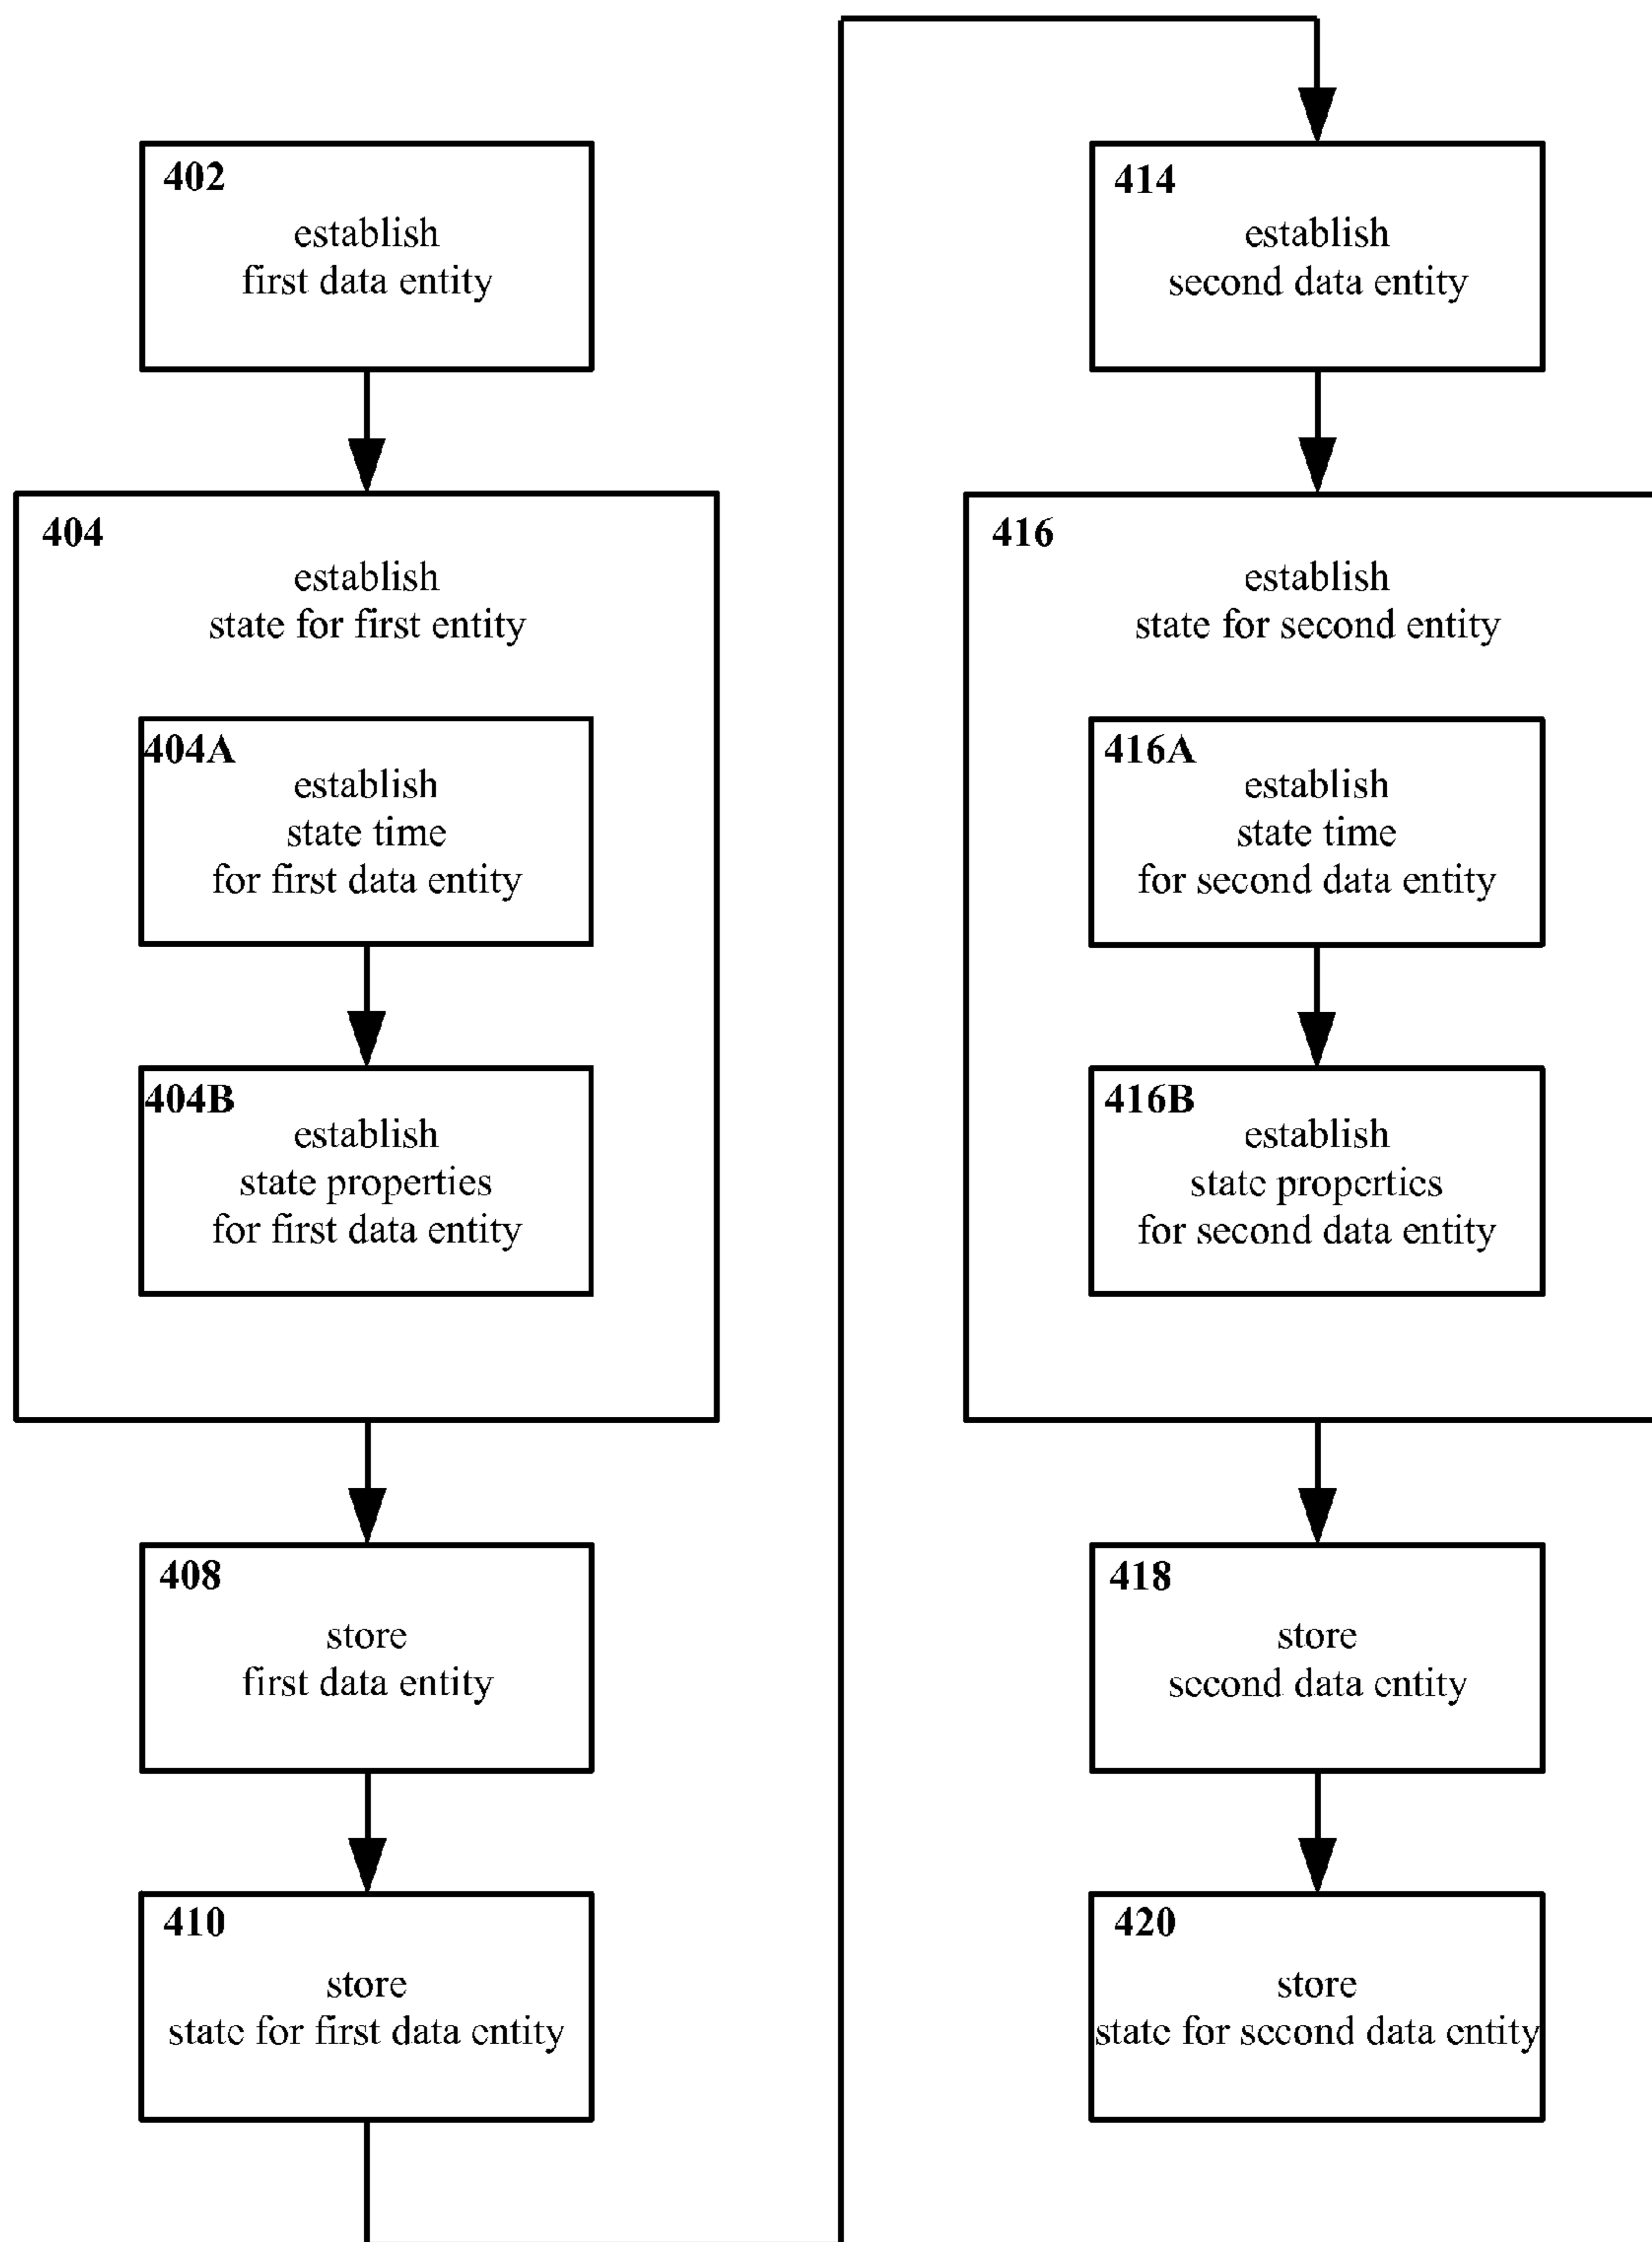 402
establish
first data entity
404
establish
state for first entity
404A
establish
state time
for first data entity
404B
establish
state properties
for first data entity
408
store
first data entity
410
store
state for first data entity
414
establish
second data entity
416
establish
state for second entity
416A
establish
state time
for second data entity
416B
establish
state properties
for second data entity
418
store
second data entity
420
store
state for second data entity